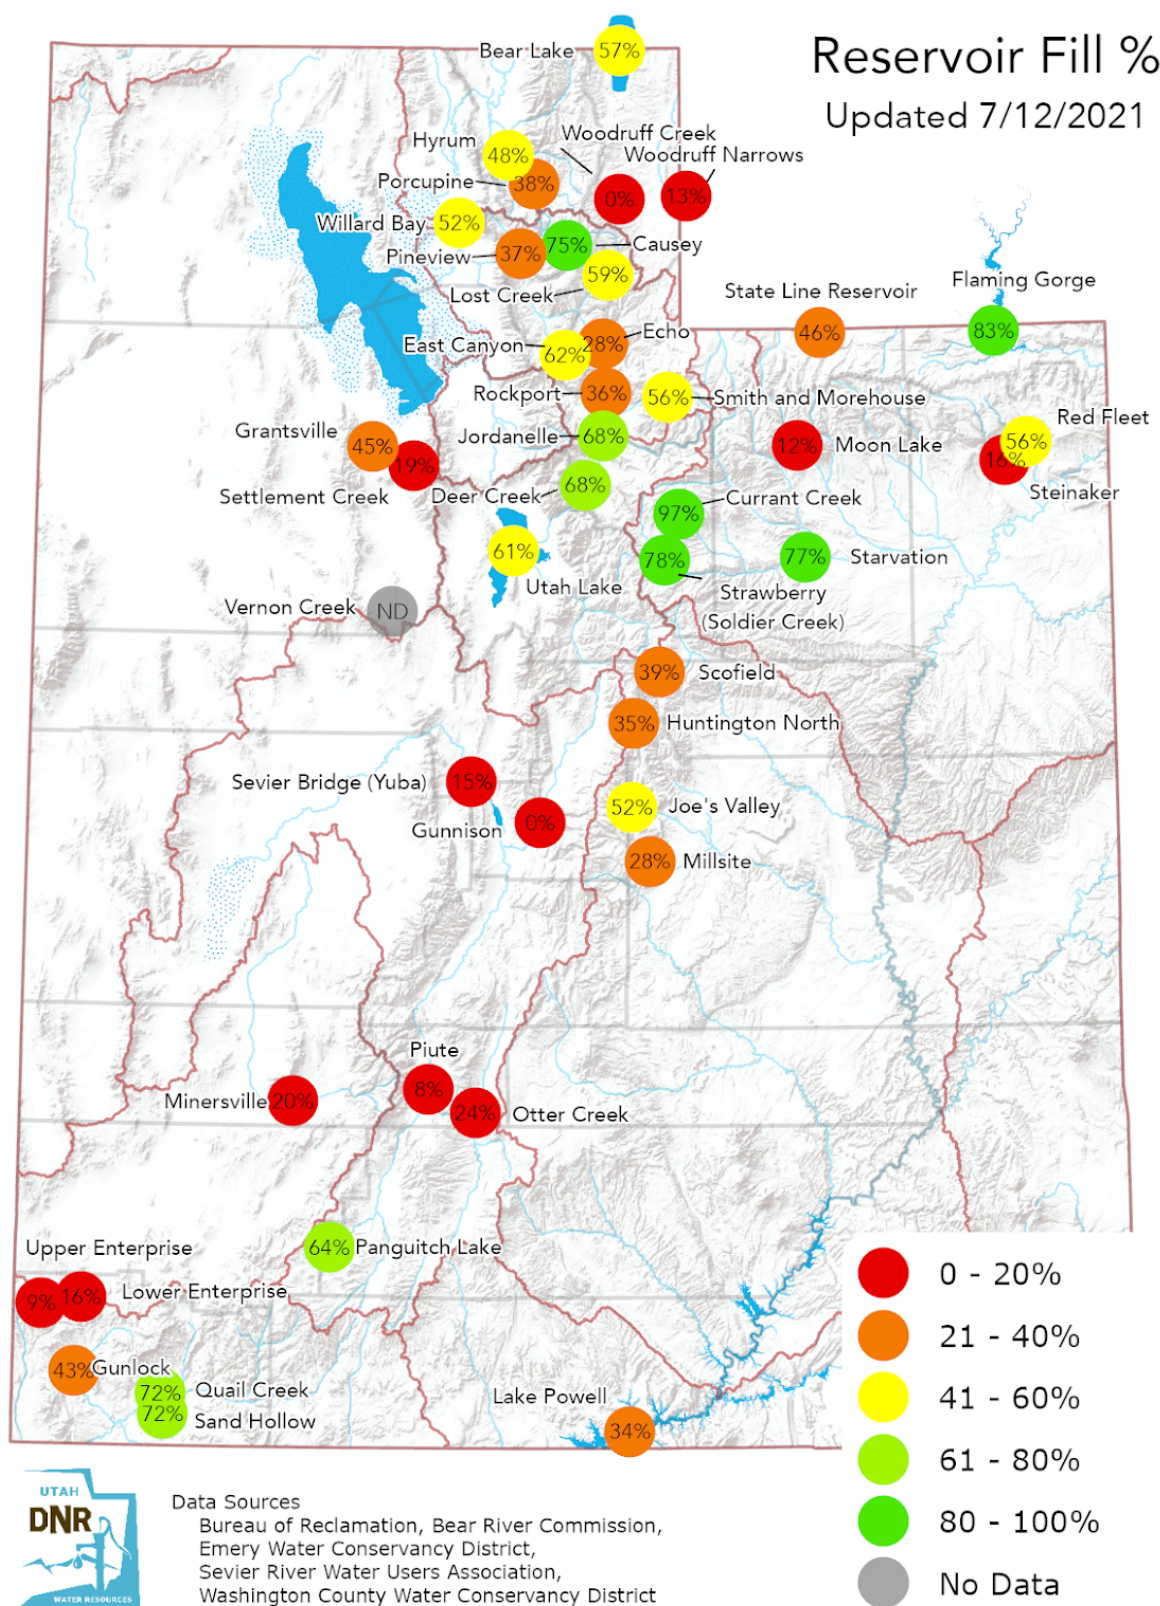 Reservoir Fill %
Updated 7/12/2021
Bear Lake
57%
Hyrum
48%
Woodruff Creek
Woodruff Narrows
Porcupine
38%
0%
13%
Willard Bay
52%
Pineview
37%
75%
Causey
59%
Lost Creek
State Line Reservoir
46%
Flaming Gorge
83%
East Canyon
62%
28%
Echo
Rockport
36%
56%
Smith and Morehouse
Grantsville
45%
19%
Settlement Creek
Jordanelle
68%
12%
Moon Lake
Red Fleet
56%
16%
Steinaker
Deer Creek
68%
97%
Currant Creek
61%
Utah Lake
78%
Strawberry
(Soldier Creek)
77%
Starvation
Vernon Creek
ND
39%
Scofield
35%
Huntington North
Sevier Bridge (Yuba)
15%
Gunnison
0%
52%
Joe's Valley
28%
Millsite
Piute
8%
Minersville
20%
24%
Otter Creek
64%
Panguitch Lake
Upper Enterprise
9%
16%
Lower Enterprise
43%
Gunlock
72%
Quail Creek
72%
Sand Hollow
Lake Powell
34%
0 - 20%
21 - 40%
41 - 60%
61 - 80%
80 - 100%
No Data
UTAH
DNR
WATER RESOURCES
Data Sources
Bureau of Reclamation, Bear River Commission,
Emery Water Conservancy District,
Sevier River Water Users Association,
Washington County Water Conservancy District